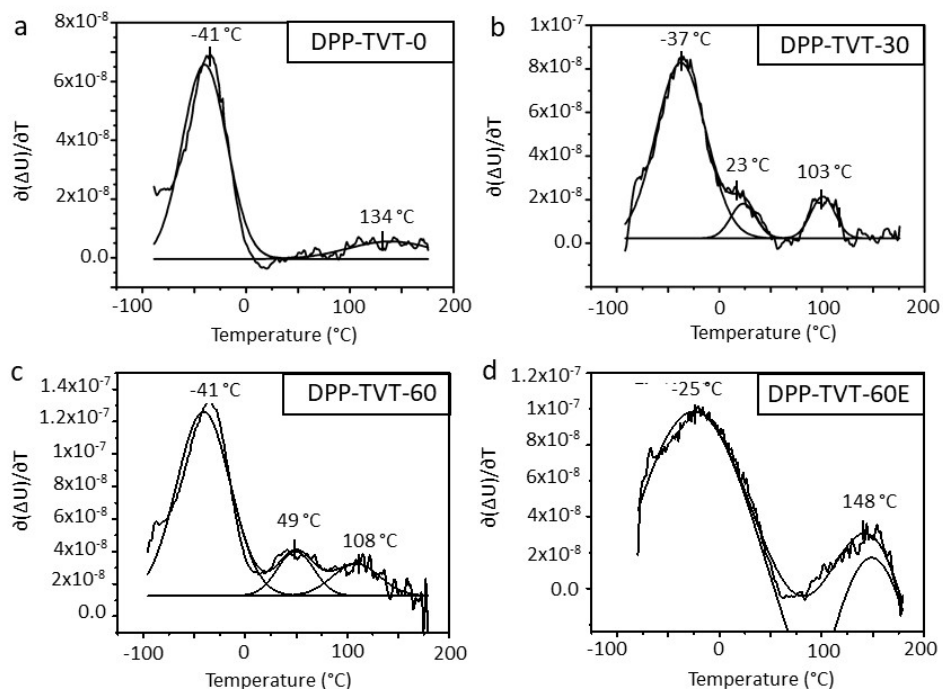 a
DPP-TVT-0
-41 °C
134 °C
8x10⁻⁸
6x10⁻⁸
4x10⁻⁸
2x10⁻⁸
0.0
∂(ΔU)/∂T
-100
0
100
200
Temperature (°C)
b
DPP-TVT-30
-37 °C
23 °C
103 °C
1x10⁻⁷
8x10⁻⁸
6x10⁻⁸
4x10⁻⁸
2x10⁻⁸
0.0
∂(ΔU)/∂T
-100
0
100
200
Temperature (°C)
c
DPP-TVT-60
-41 °C
49 °C
108 °C
1.4x10⁻⁷
1.2x10⁻⁷
1x10⁻⁷
8x10⁻⁸
6x10⁻⁸
4x10⁻⁸
2x10⁻⁸
0.0
∂(ΔU)/∂T
-100
0
100
200
Temperature (°C)
d
DPP-TVT-60E
-25 °C
148 °C
1.2x10⁻⁷
1x10⁻⁷
8x10⁻⁸
6x10⁻⁸
4x10⁻⁸
2x10⁻⁸
0.0
∂(ΔU)/∂T
-100
0
100
200
Temperature (°C)